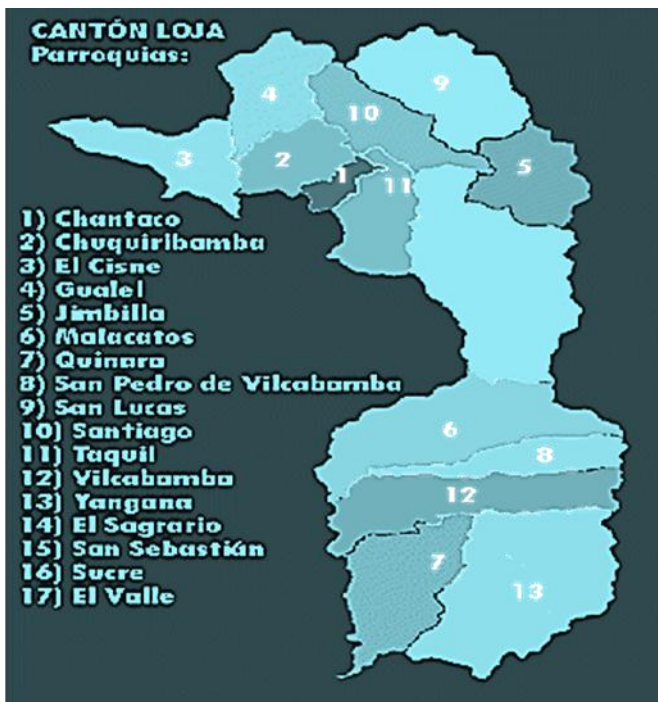 CANTÓN LOJA
Parroquias:
4
9
10
3
2
1
11
5
1) Chantaco
2) Chuquiribamba
3) El Cisne
4) Gualel
5) Jimbilla
6) Malacatos
7) Quinara
8) San Pedro de Vilcabamba
9) San Lucas
10) Santiago
11) Taquil
12) Vilcabamba
13) Yangana
14) El Sagrario
15) San Sebastián
16) Sucre
17) El Valle
6
8
12
7
13